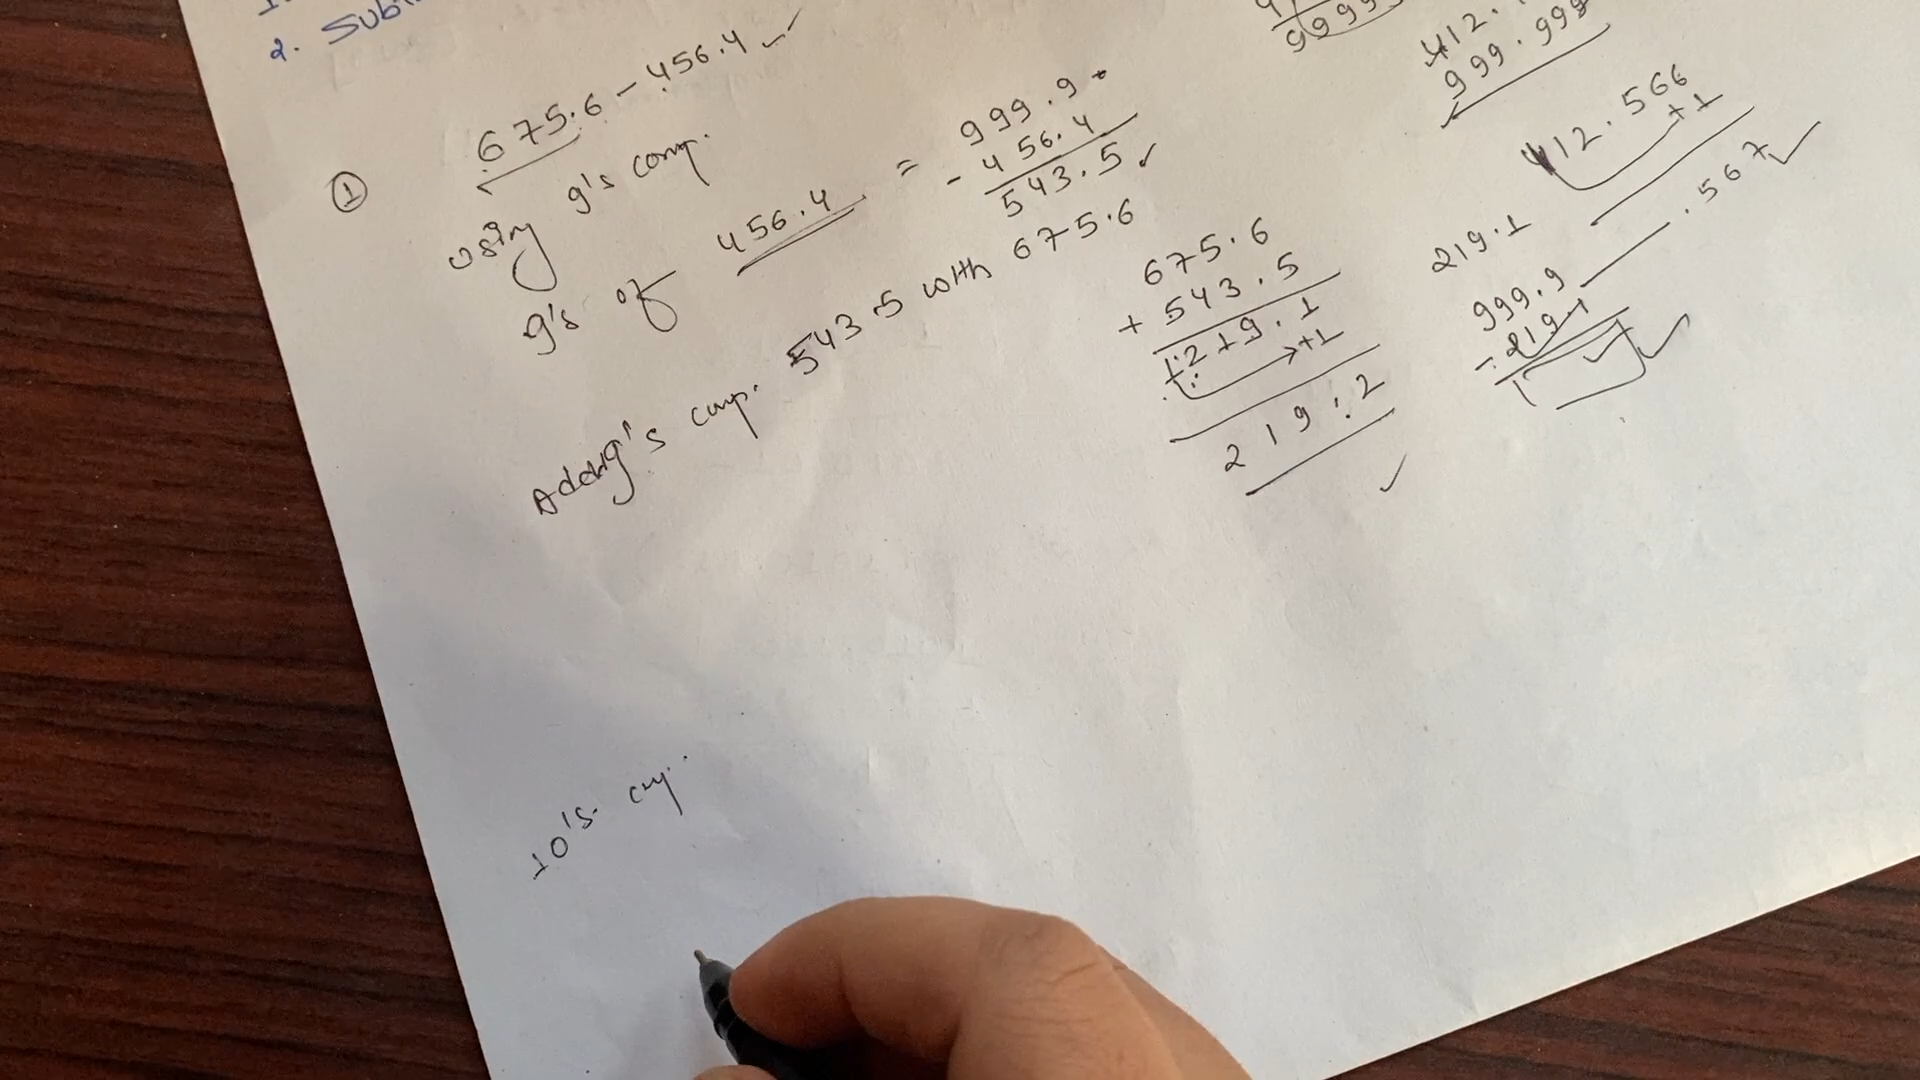 2. Sub
① 675.6 - 456.4
using 9's comp.
9's of 456.4 = 999.9
- 456.4
543.5
Adding 9's comp. 543.5 with 675.6
675.6
+ 543.5
1219.1
+1
219.2
10's
9999
412.
999.999
412.566
+1
.567
219.1
999.9
- 219.1